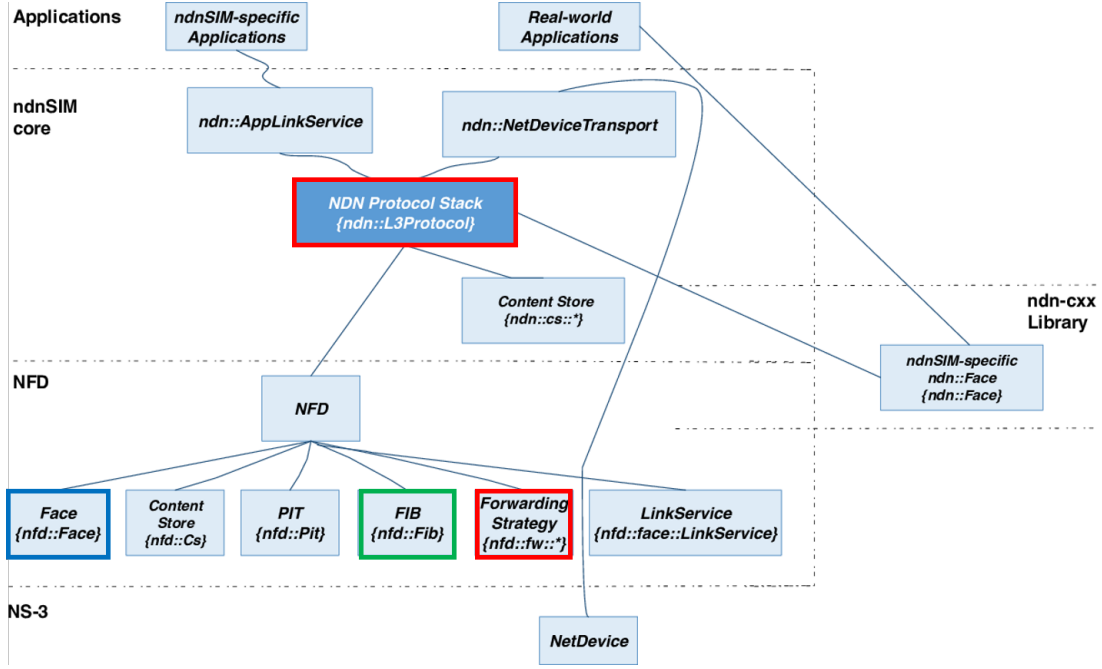 Applications
ndnSIM-specific
Applications
Real-world
Applications
ndnSIM
core
ndn::AppLinkService
ndn::NetDeviceTransport
NDN Protocol Stack
{ndn::L3Protocol}
Content Store
{ndn::cs::*}
ndn-cxx
Library
ndnSIM-specific
ndn::Face
{ndn::Face}
NFD
NFD
Face
{nfd::Face}
Content
Store
{nfd::Cs}
PIT
{nfd::Pit}
FIB
{nfd::Fib}
Forwarding
Strategy
{nfd::fw::*}
LinkService
{nfd::face::LinkService}
NS-3
NetDevice